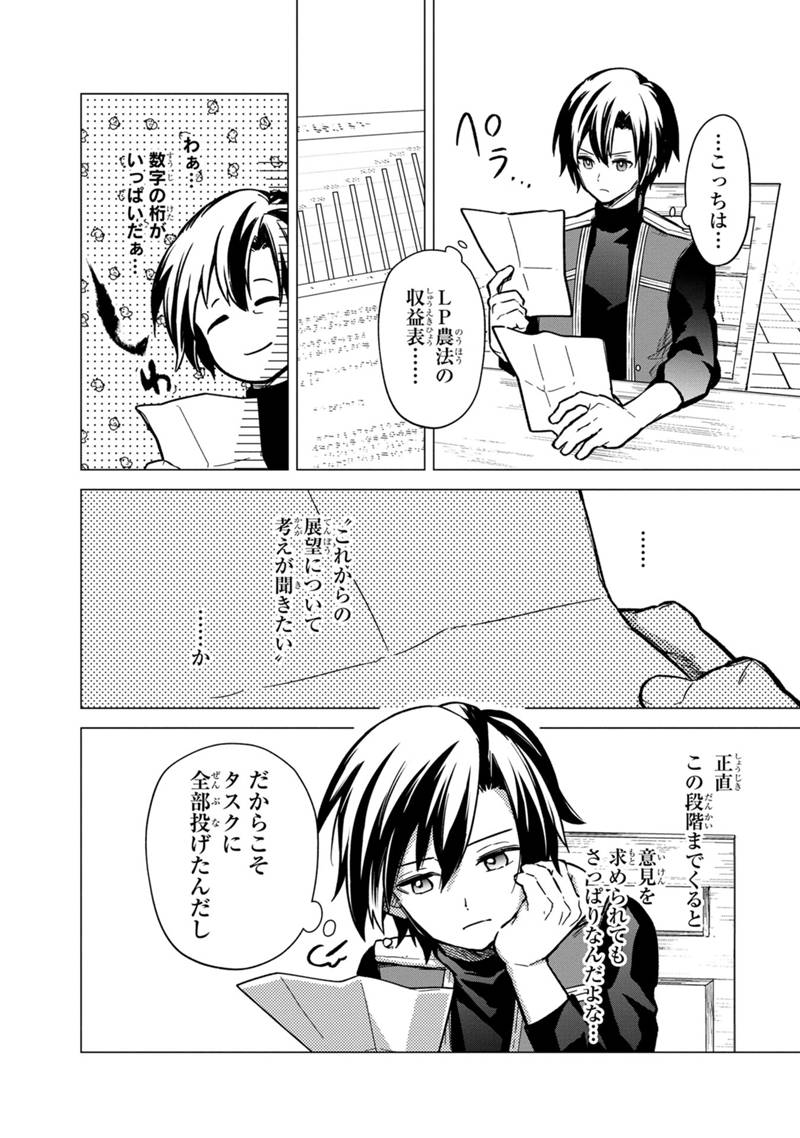 …こっちは…
ペラ…
LP農法の
収益表……
わぁ…
数字の桁が
いっぱいだぁ…
……
〝これからの
展望について
考えが聞きたい〟
……か
正直
この段階までくると
意見を
求められても
さっぱりなんだよな…
だからこそ
タスクに
全部投げたんだし